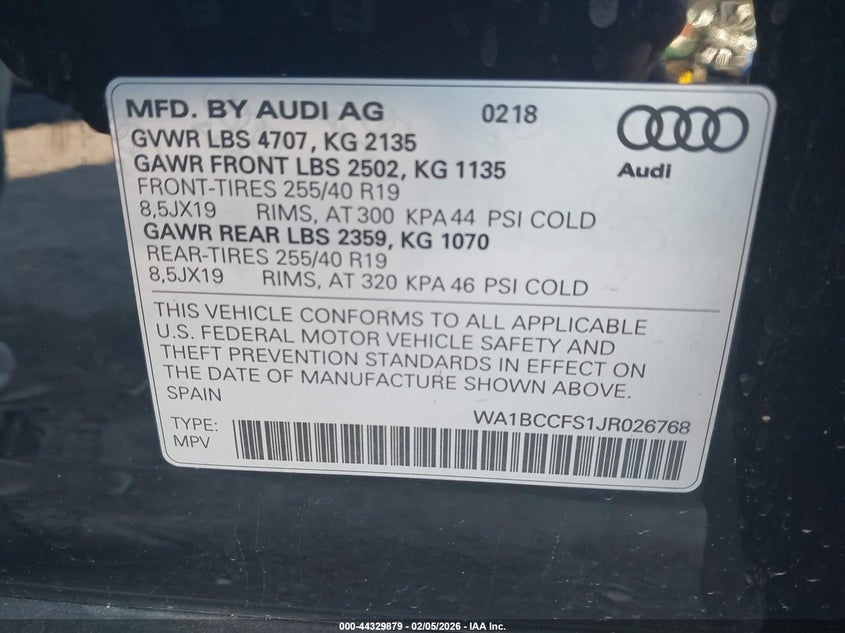 MFD. BY AUDI AG 0218
GVWR LBS 4707, KG 2135
GAWR FRONT LBS 2502, KG 1135
FRONT-TIRES 255/40 R19
8,5JX19 RIMS, AT 300 KPA 44 PSI COLD
GAWR REAR LBS 2359, KG 1070
REAR-TIRES 255/40 R19
8,5JX19 RIMS, AT 320 KPA 46 PSI COLD
Audi
THIS VEHICLE CONFORMS TO ALL APPLICABLE
U.S. FEDERAL MOTOR VEHICLE SAFETY AND
THEFT PREVENTION STANDARDS IN EFFECT ON
THE DATE OF MANUFACTURE SHOWN ABOVE.
SPAIN
WA1BCCFS1JR026768
TYPE:
MPV
000-44329879 - 02/05/2026 - IAA Inc.